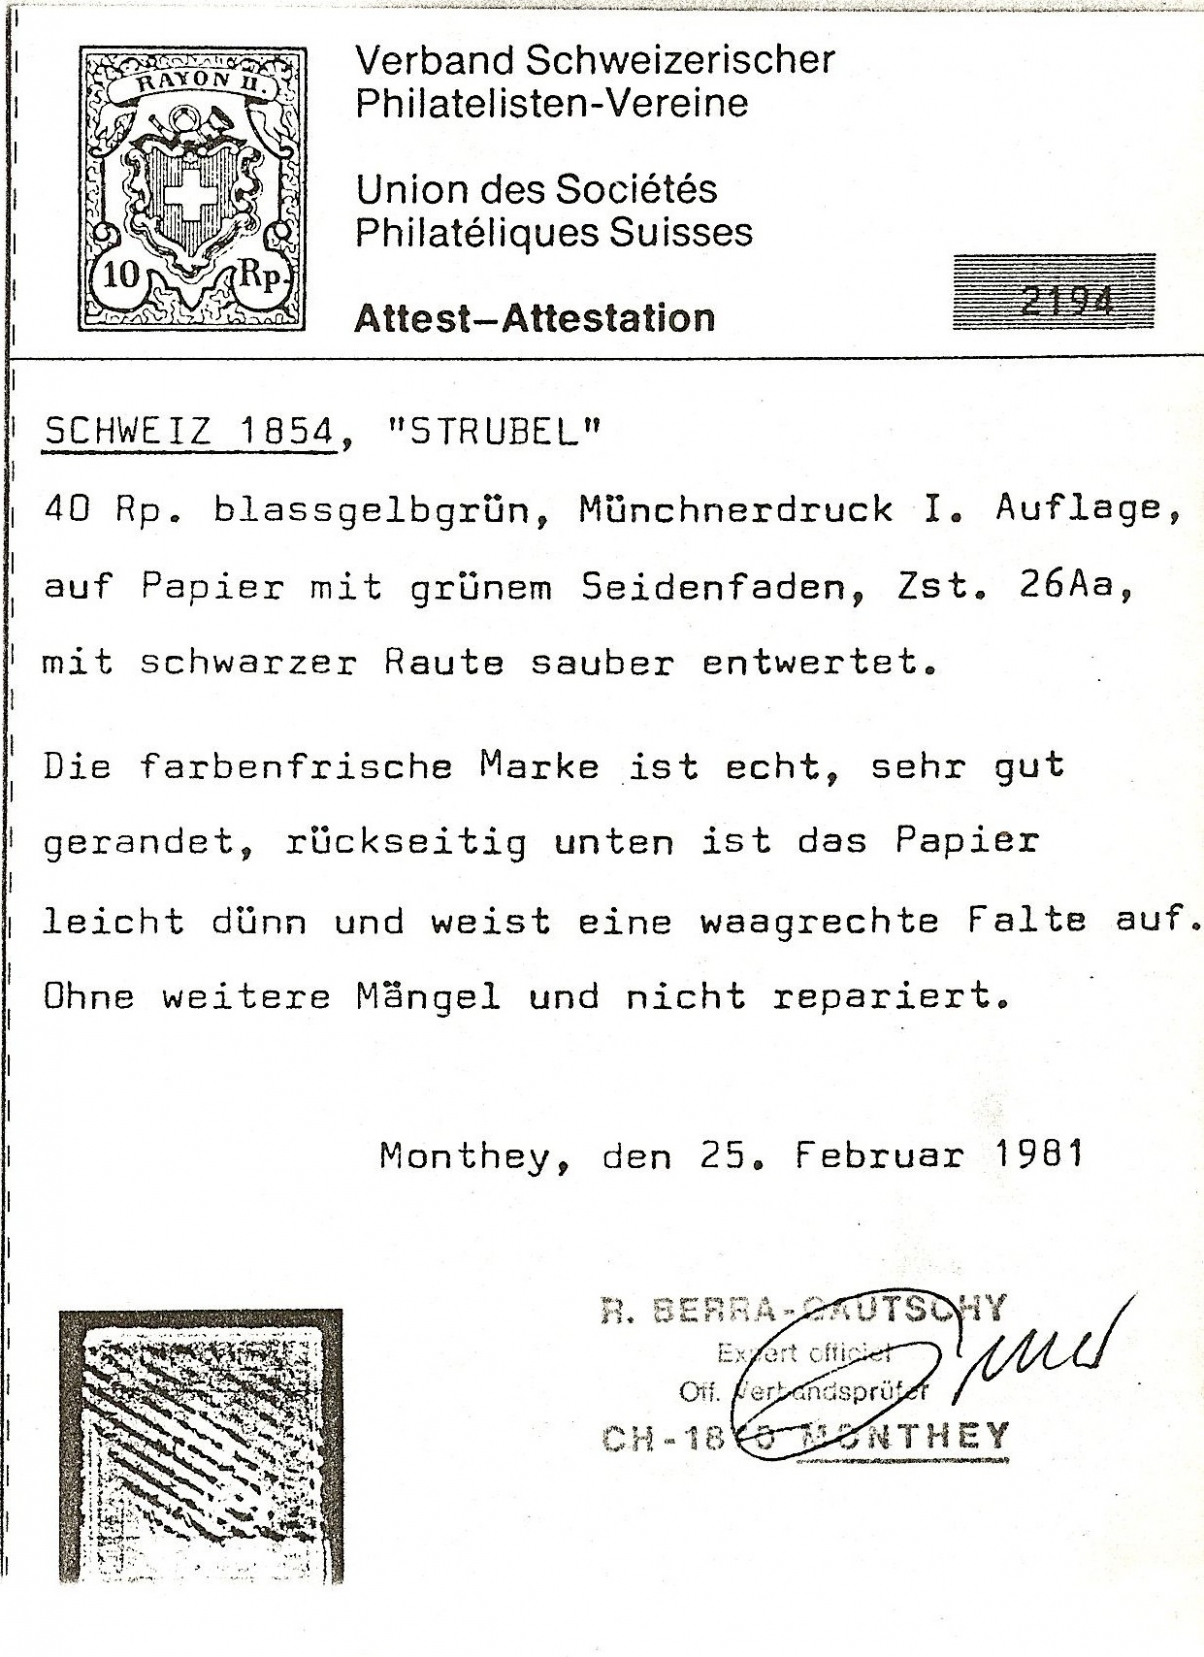 RAYON II.
10 Rp.
Verband Schweizerischer
Philatelisten-Vereine
Union des Sociétés
Philatéliques Suisses
Attest–Attestation
2194
SCHWEIZ 1854, "STRUBEL"
40 Rp. blassgelbgrün, Münchnerdruck I. Auflage,
auf Papier mit grünem Seidenfaden, Zst. 26Aa,
mit schwarzer Raute sauber entwertet.
Die farbenfrische Marke ist echt, sehr gut
gerandet, rückseitig unten ist das Papier
leicht dünn und weist eine waagrechte Falte auf.
Ohne weitere Mängel und nicht repariert.
Monthey, den 25. Februar 1981
R. BERRA-GAUTSCHY
Expert officiel
Off. Verbandsprüfer
CH-1870 MONTHEY